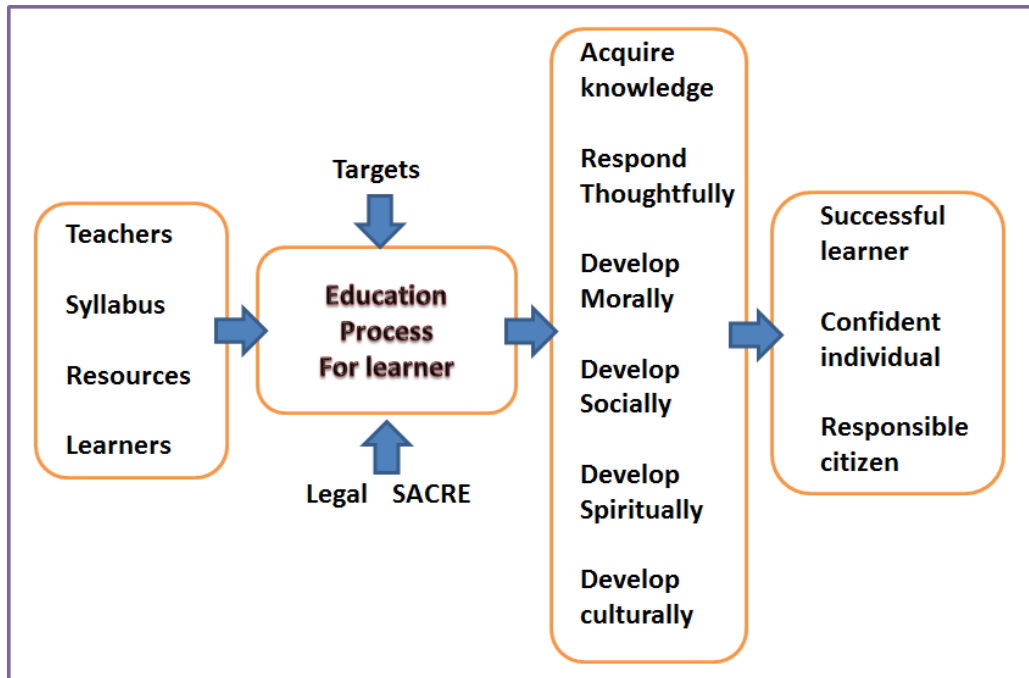 Teachers
Syllabus
Resources
Learners
Targets
Education
Process
For learner
Legal SACRE
Acquire
knowledge
Respond
Thoughtfully
Develop
Morally
Develop
Socially
Develop
Spiritually
Develop
culturally
Successful
learner
Confident
individual
Responsible
citizen